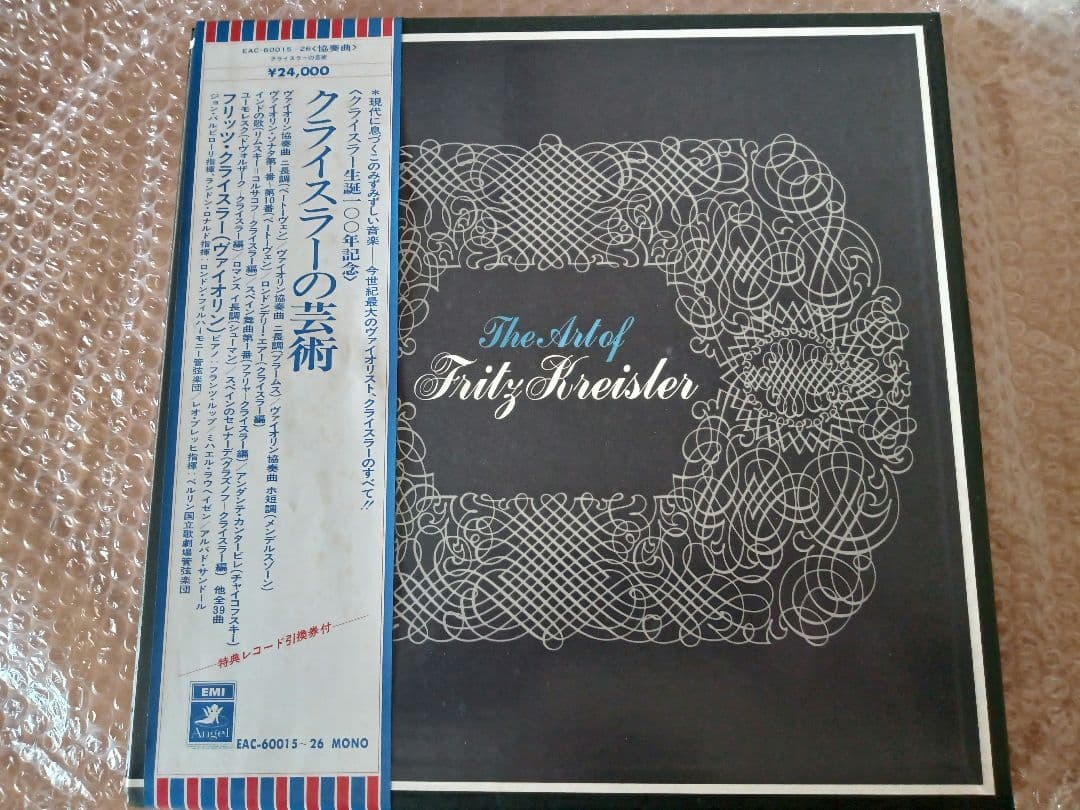 EAC-60015~26<協奏曲>
クライスラーの芸術
¥24,000
*現代に息づくこのみずみずしい音楽——今世紀最大のヴァイオリスト、クライスラーのすべて!!
〈クライスラー生誕一〇〇年記念〉
クライスラーの芸術
ヴァイオリン協奏曲 ニ長調(ベートーヴェン)/ヴァイオリン協奏曲 ニ長調(ブラームス)/ヴァイオリン協奏曲 ホ短調(メンデルスゾーン)
ヴァイオリン・ソナタ第1番~第10番(ベートーヴェン)/ロンドンデリー・エアー(クライスラー編)
インドの歌(リムスキー=コルサコフ—クライスラー編)/スペイン舞曲第1番(ファリャ—クライスラー編)/アンダンテ・カンタービレ(チャイコフスキー)
ユーモレスク(ドヴォルザーク—クライスラー編)/ロマンス イ長調(シューマン)/スペインのセレナーデ(グラズノフ—クライスラー編) 他全39曲
フリッツ・クライスラー(ヴァイオリン)ピアノ:フランツ・ルップ/ミハエル・ラウヘイゼン/アルパド・サンドール
ジョン・バルビローリ指揮、ランドン・ロナルド指揮:ロンドン・フィルハーモニー管弦楽団/レオ・ブレッヒ指揮:ベルリン国立歌劇場管弦楽団
特典レコード引換券付
EMI
Angel
EAC-60015~26 MONO
The Art of
Fritz Kreisler